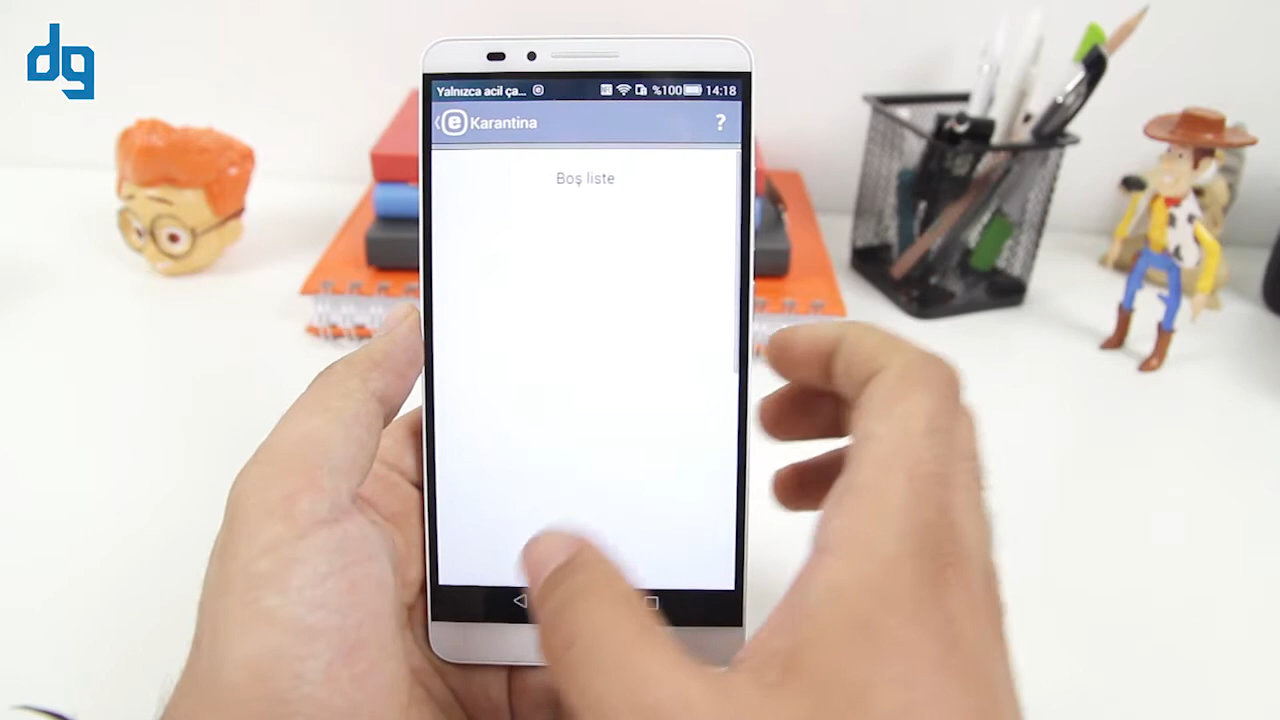 dg
Yalnızca acil ça... %100 14:18
e Karantina ?
Boş liste